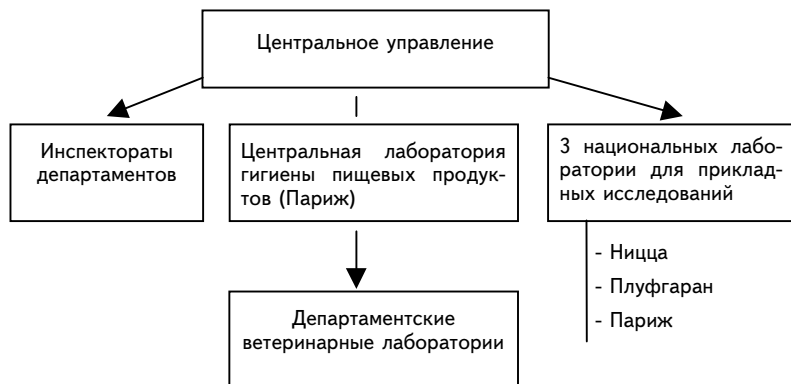 Центральное управление
Инспектораты
департаментов
Центральная лаборатория
гигиены пищевых продук-
тов (Париж)
3 национальных лабо-
ратории для приклад-
ных исследований
- Ницца
- Плуфгаран
- Париж
Департаментские
ветеринарные лаборатории